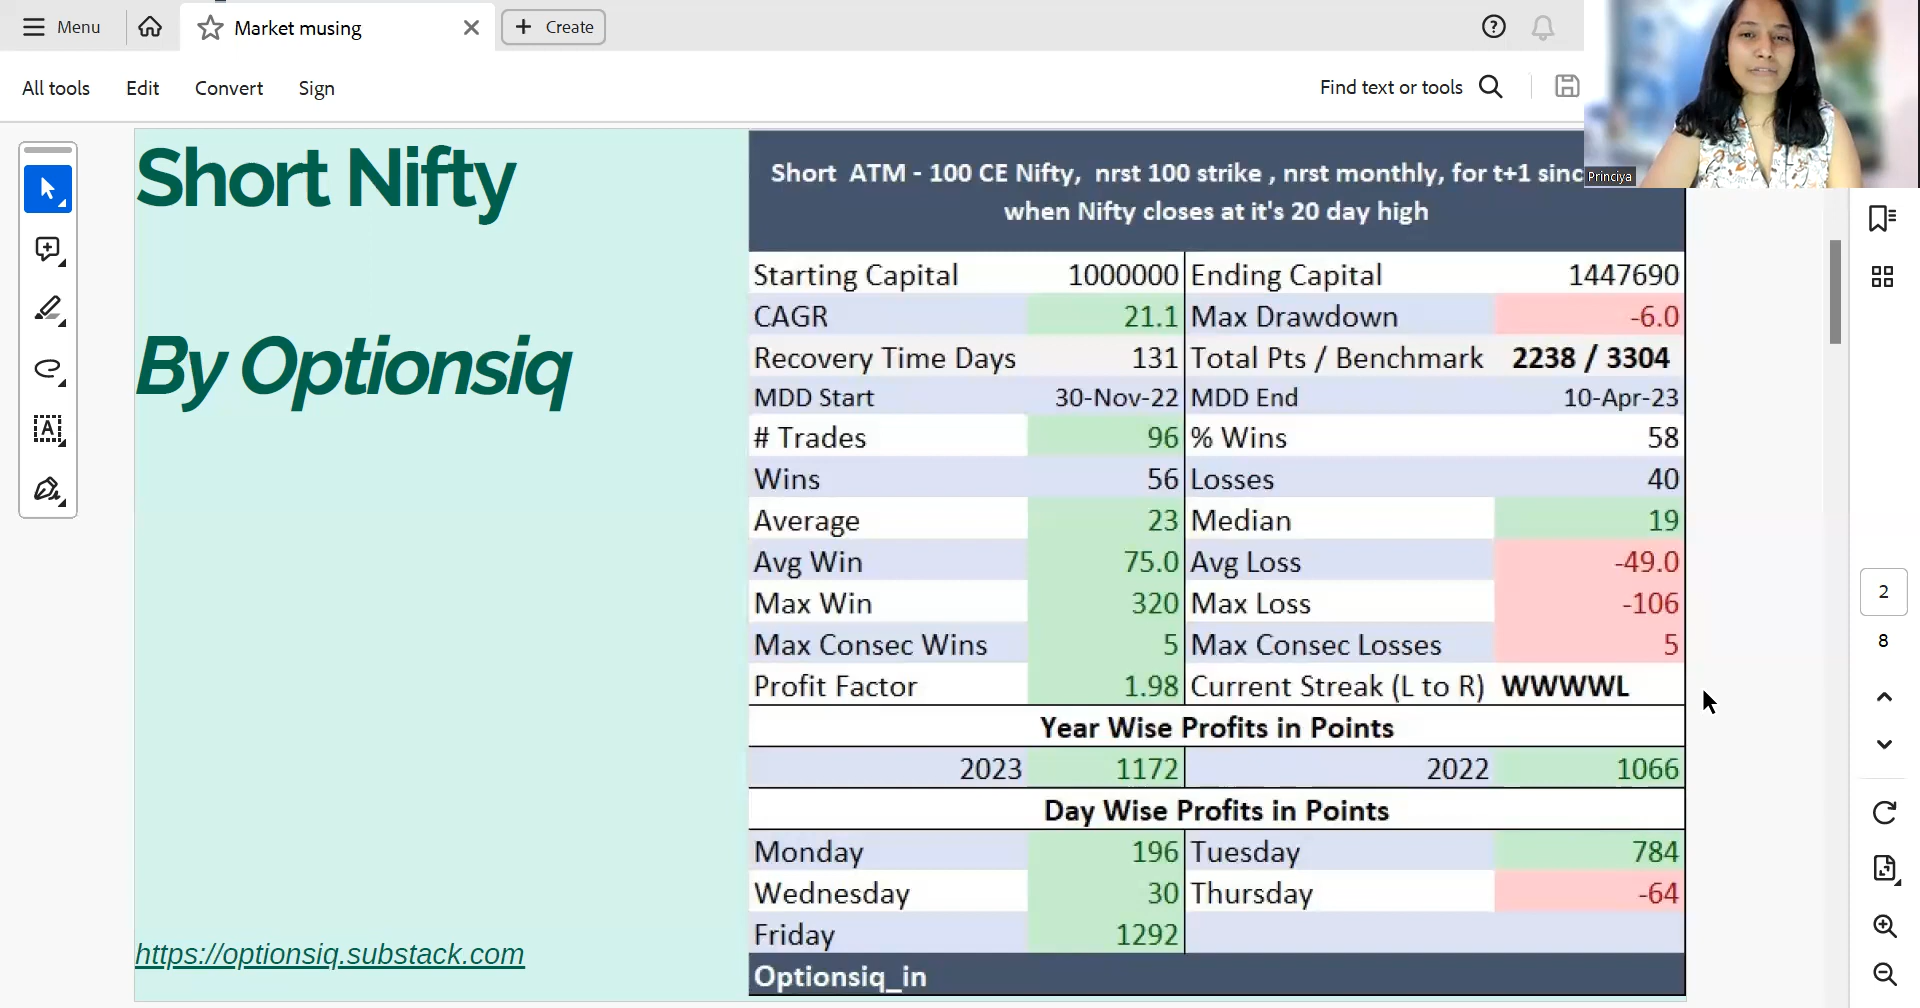 Menu
Market musing
Create
All tools
Edit
Convert
Sign
Find text or tools
Princiya
Short Nifty
By Optionsiq
https://optionsiq.substack.com
Short ATM - 100 CE Nifty, nrst 100 strike , nrst monthly, for t+1 sinc
when Nifty closes at it's 20 day high
Starting Capital 1000000 Ending Capital 1447690
CAGR 21.1 Max Drawdown -6.0
Recovery Time Days 131 Total Pts / Benchmark 2238 / 3304
MDD Start 30-Nov-22 MDD End 10-Apr-23
# Trades 96 % Wins 58
Wins 56 Losses 40
Average 23 Median 19
Avg Win 75.0 Avg Loss -49.0
Max Win 320 Max Loss -106
Max Consec Wins 5 Max Consec Losses 5
Profit Factor 1.98 Current Streak (L to R) WWWWL
Year Wise Profits in Points
2023 1172 2022 1066
Day Wise Profits in Points
Monday 196 Tuesday 784
Wednesday 30 Thursday -64
Friday 1292
Optionsiq_in
2
8